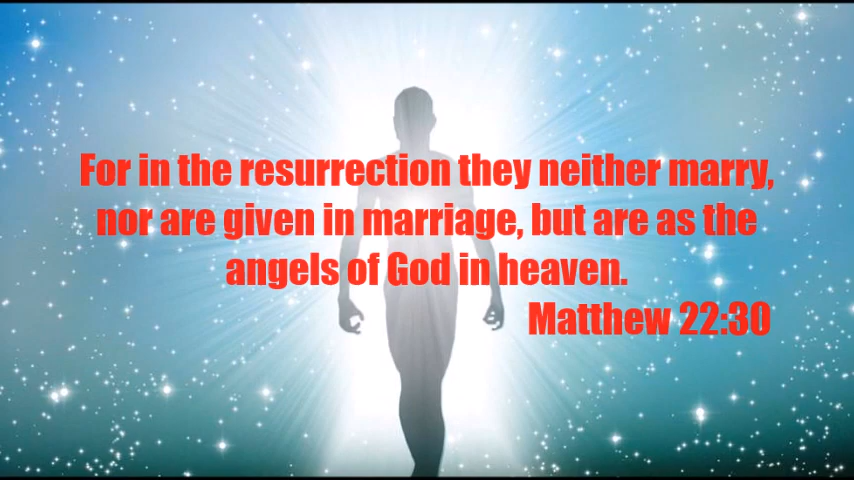 For in the resurrection they neither marry,
nor are given in marriage, but are as the
angels of God in heaven.
Matthew 22:30